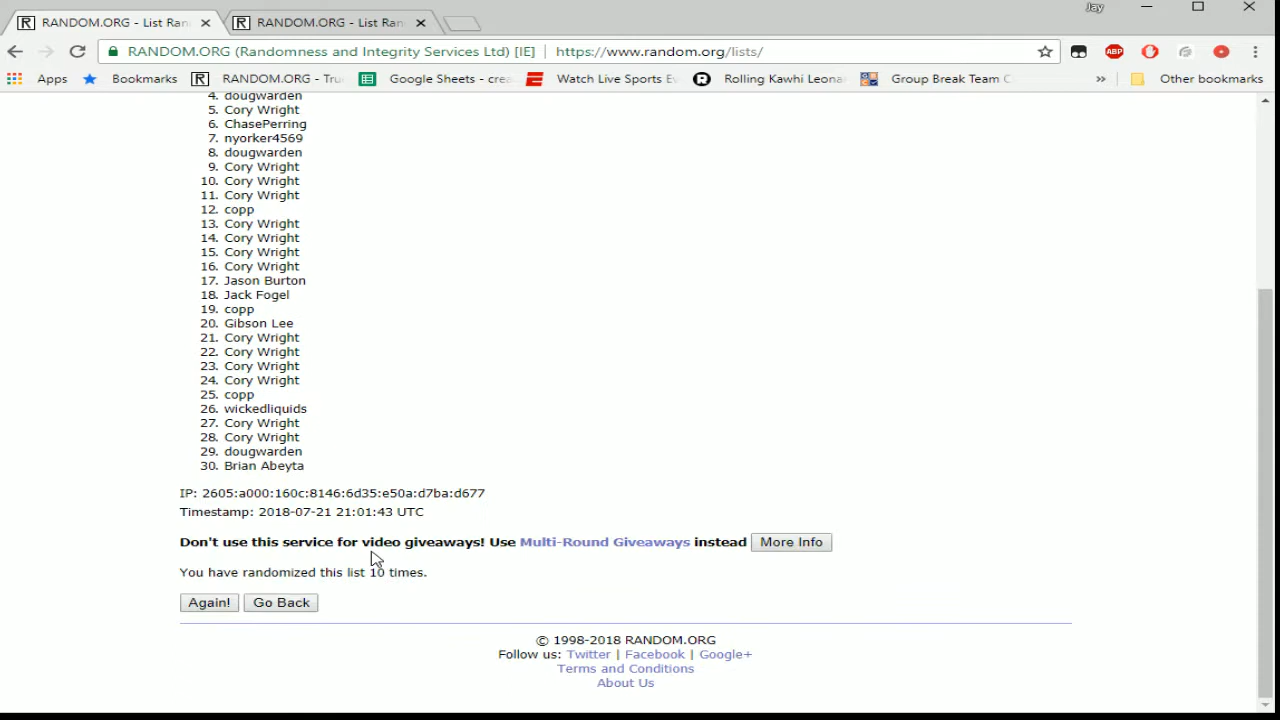 Jay
RANDOM.ORG - List Ran
RANDOM.ORG - List Ran
RANDOM.ORG (Randomness and Integrity Services Ltd) [IE] | https://www.random.org/lists/
ABP
Apps Bookmarks RANDOM.ORG - Tru Google Sheets - crea Watch Live Sports Ev Rolling Kawhi Leona Group Break Team C » Other bookmarks
4. dougwarden
5. Cory Wright
6. ChasePerring
7. nyorker4569
8. dougwarden
9. Cory Wright
10. Cory Wright
11. Cory Wright
12. copp
13. Cory Wright
14. Cory Wright
15. Cory Wright
16. Cory Wright
17. Jason Burton
18. Jack Fogel
19. copp
20. Gibson Lee
21. Cory Wright
22. Cory Wright
23. Cory Wright
24. Cory Wright
25. copp
26. wickedliquids
27. Cory Wright
28. Cory Wright
29. dougwarden
30. Brian Abeyta
IP: 2605:a000:160c:8146:6d35:e50a:d7ba:d677
Timestamp: 2018-07-21 21:01:43 UTC
Don't use this service for video giveaways! Use Multi-Round Giveaways instead More Info
You have randomized this list 10 times.
Again! Go Back
© 1998-2018 RANDOM.ORG
Follow us: Twitter | Facebook | Google+
Terms and Conditions
About Us